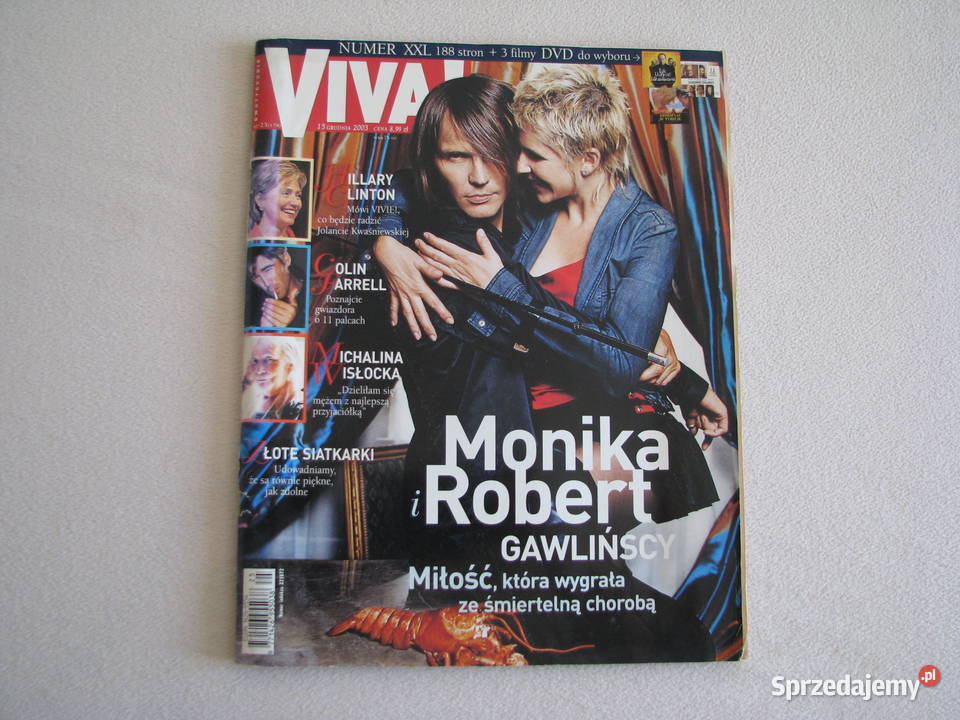 NUMER XXL 188 stron + 3 filmy DVD do wyboru →
VIVA!
15 GRUDNIA 2003 CENA 8,99 zł
HILLARY
CLINTON
Mówi VIVIE!,
co będzie radzić
Jolancie Kwaśniewskiej
COLIN
FARRELL
Poznajcie
gwiazdora
o 11 palcach
MICHALINA
WISŁOCKA
„Dzieliłam się
mężem z najlepszą
przyjaciółką”
ZŁOTE SIATKARKI
Udowadniamy,
że są równie piękne,
jak zdolne
Monika
i Robert
GAWLIŃSCY
Miłość, która wygrała
ze śmiertelną chorobą
Sprzedajemy.pl